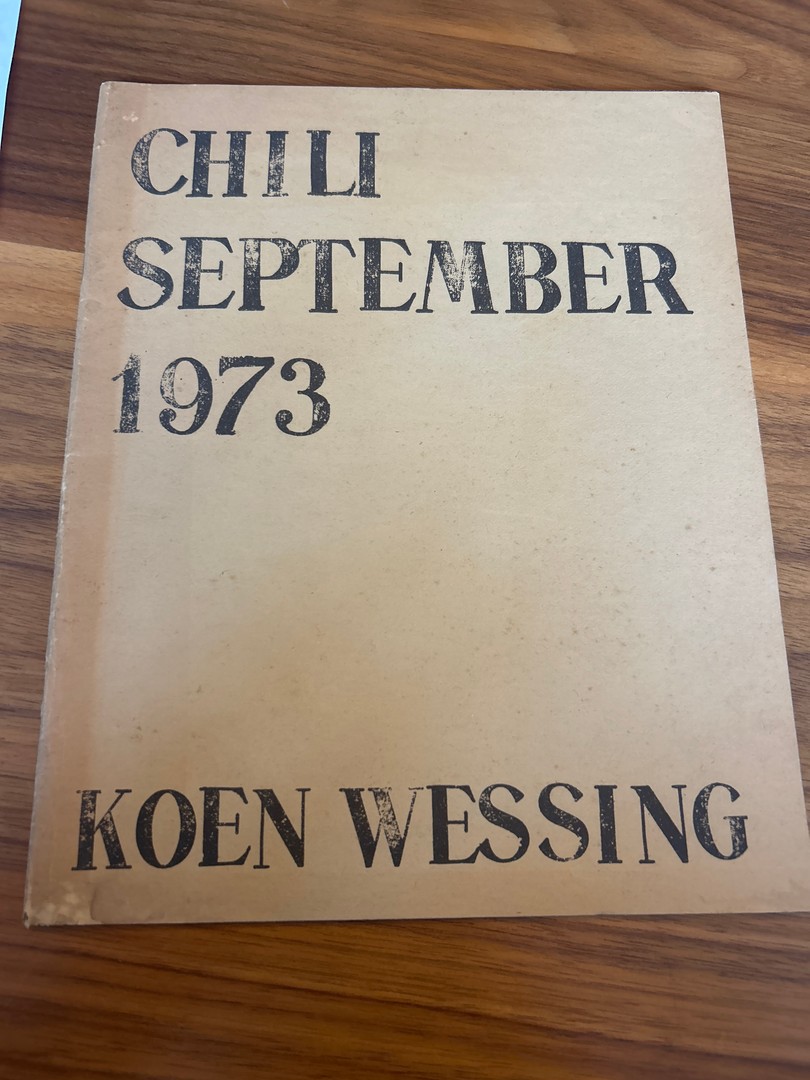 CHILI
SEPTEMBER
1973
KOEN WESSING